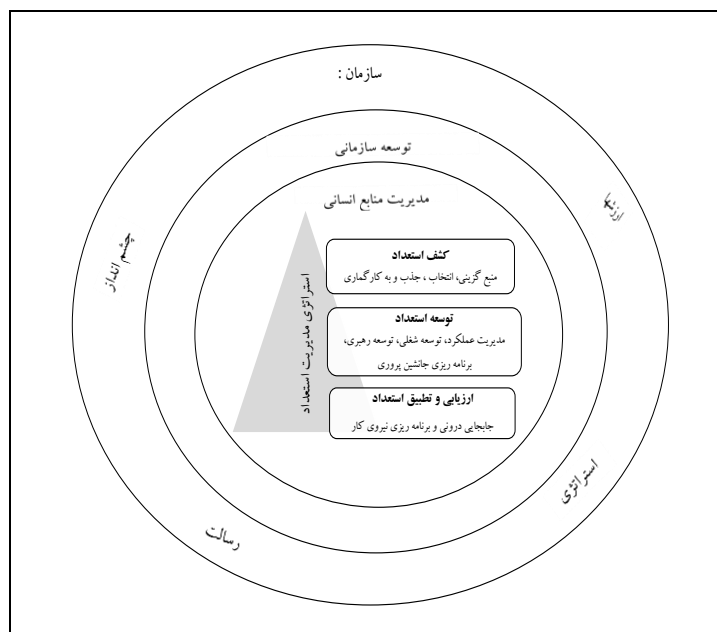 سازمان :
توسعه سازمانی
مدیریت منابع انسانی
چشم انداز
استراتژی مدیریت استعداد
کشف استعداد
منبع گزینی، انتخاب ، جذب و به کارگماری
توسعه استعداد
مدیریت عملکرد، توسعه شغلی، توسعه رهبری،
برنامه ریزی جانشین پروری
ارزیابی و تطبیق استعداد
جابجایی درونی و برنامه ریزی نیروی کار
استراتژی
رسالت